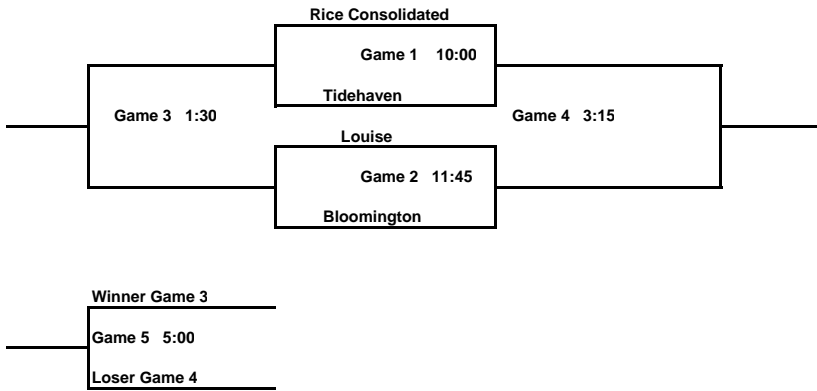 Rice Consolidated
Game 1 10:00
Tidehaven
Game 3 1:30
Game 4 3:15
Louise
Game 2 11:45
Bloomington
Winner Game 3
Game 5 5:00
Loser Game 4